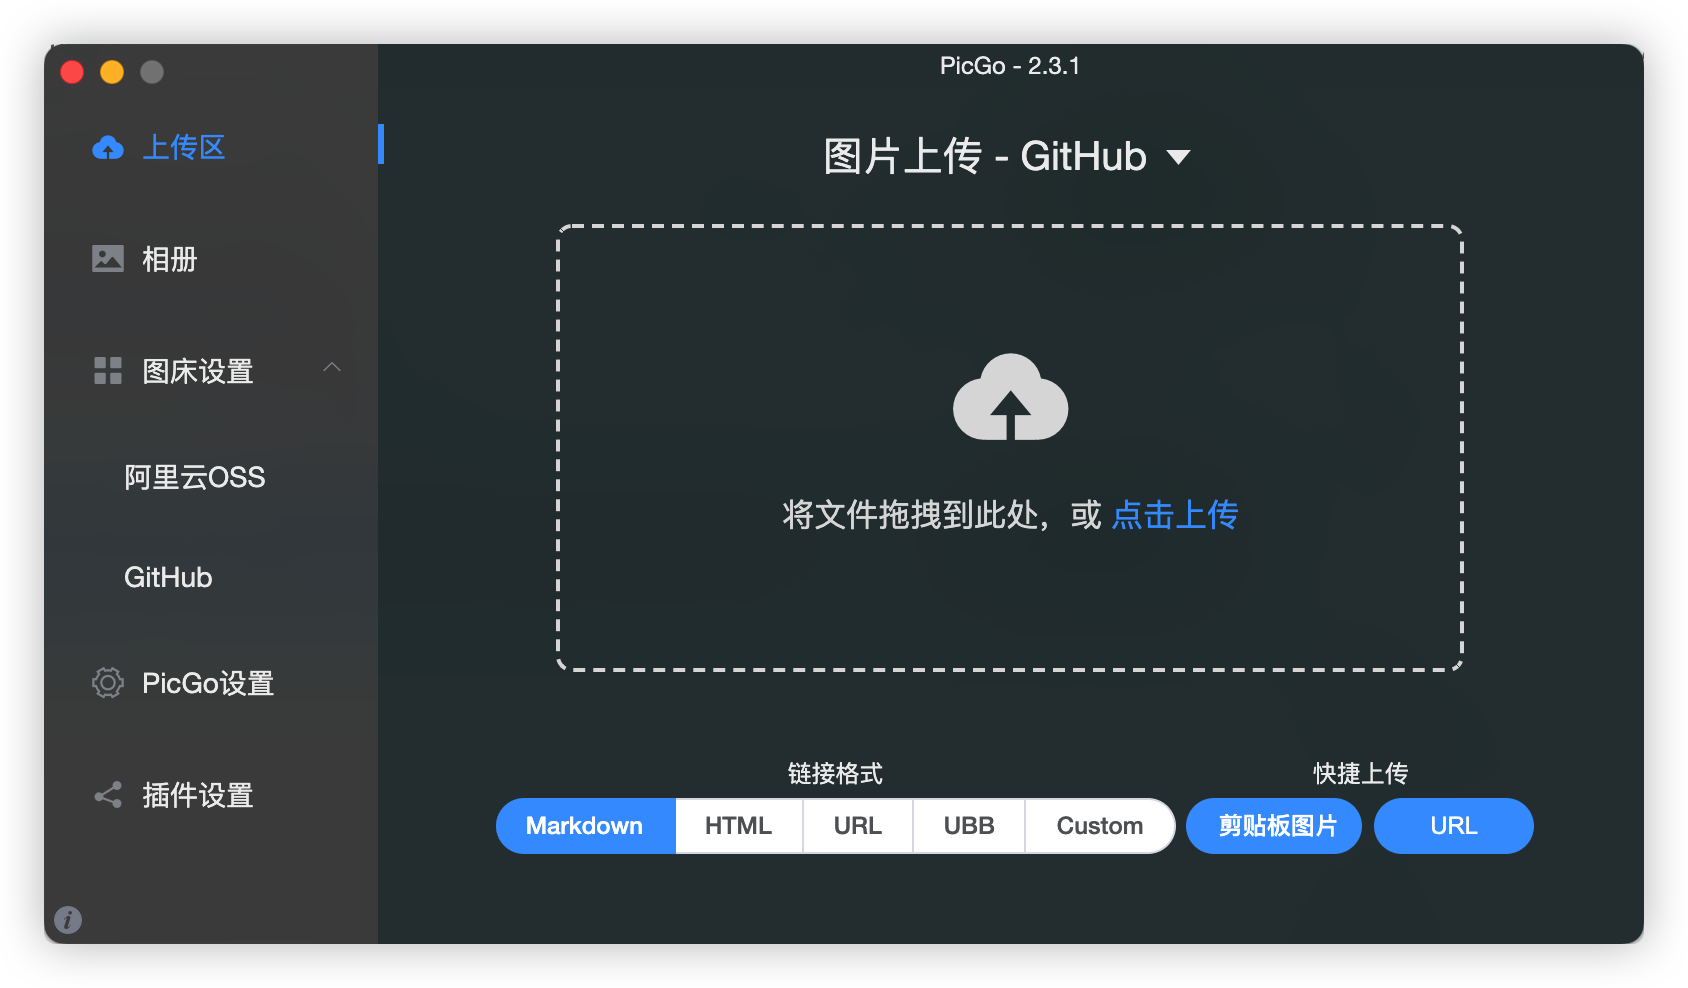 PicGo - 2.3.1
上传区
相册
图床设置
阿里云OSS
GitHub
PicGo设置
插件设置
图片上传 - GitHub
将文件拖拽到此处，或 点击上传
链接格式
Markdown HTML URL UBB Custom
快捷上传
剪贴板图片 URL
i